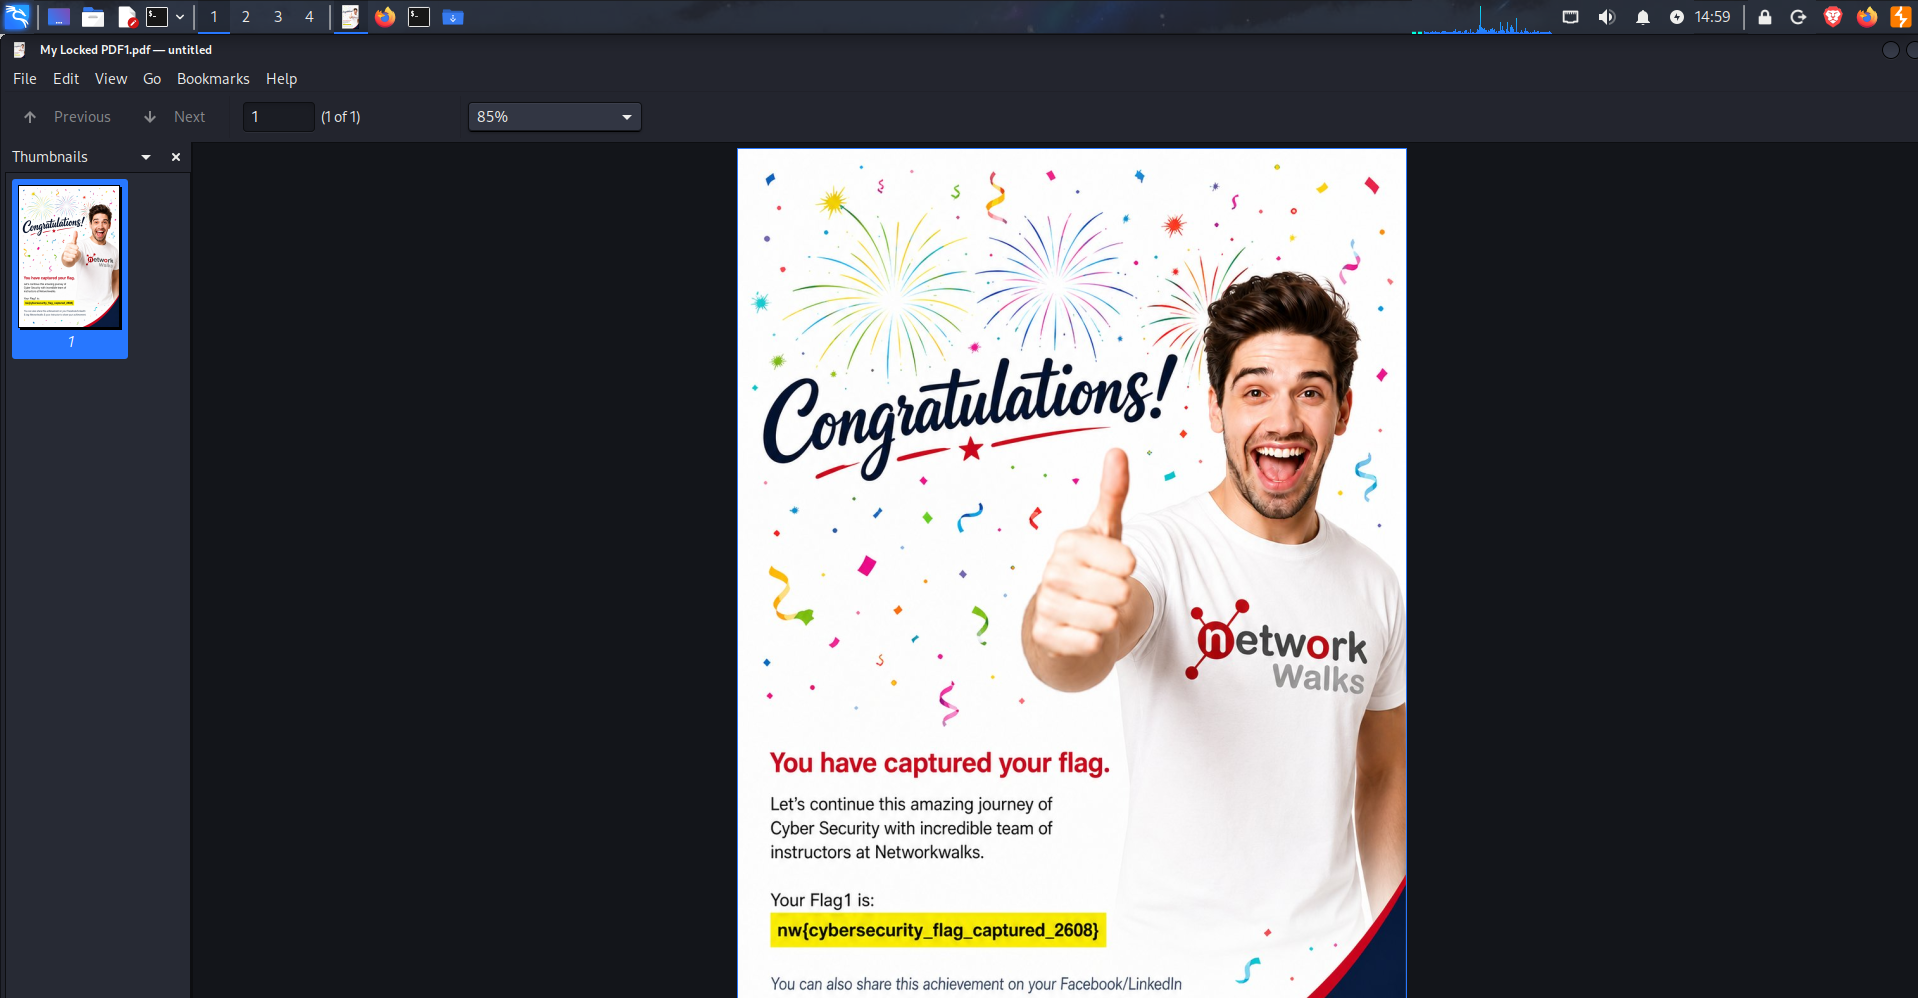 1
2
3
4
14:59
My Locked PDF1.pdf — untitled
File Edit View Go Bookmarks Help
Previous Next 1 (1 of 1) 85%
Thumbnails
Congratulations!
network
Walks
You have captured your flag.
Let's continue this amazing journey of
Cyber Security with incredible team of
instructors at Networkwalks.
Your Flag1 is:
nw{cybersecurity_flag_captured_2608}
You can also share this achievement on your Facebook/LinkedIn
1